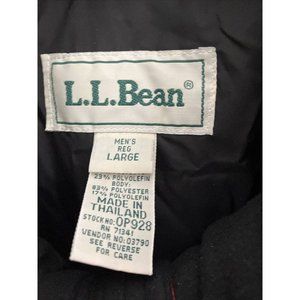 L.L.Bean®
MEN'S
REG
LARGE
23% POLYOLEFIN
BODY:
83% POLYESTER
17% POLYOLEFIN
MADE IN
THAILAND
STOCK NO: OP928
RN 71341
VENDOR NO: 03790
SEE REVERSE
FOR CARE